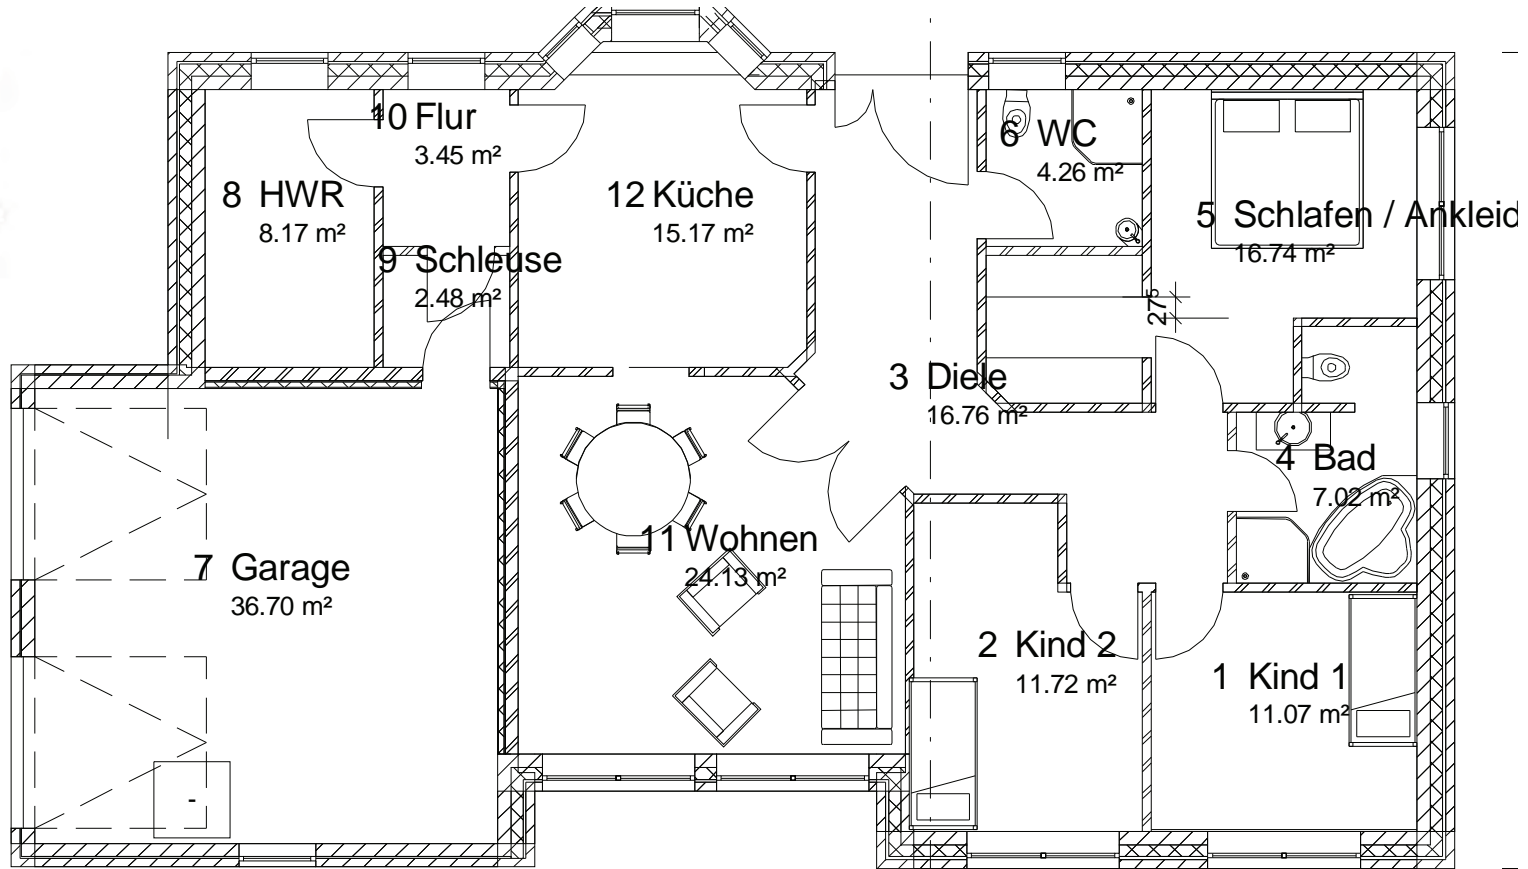 10 Flur
3.45 m²
6 WC
4.26 m²
8 HWR
8.17 m²
12 Küche
15.17 m²
5 Schlafen / Ankleid
16.74 m²
9 Schleuse
2.48 m²
27⁵
3 Diele
16.76 m²
4 Bad
7.02 m²
11 Wohnen
24.13 m²
7 Garage
36.70 m²
2 Kind 2
11.72 m²
1 Kind 1
11.07 m²